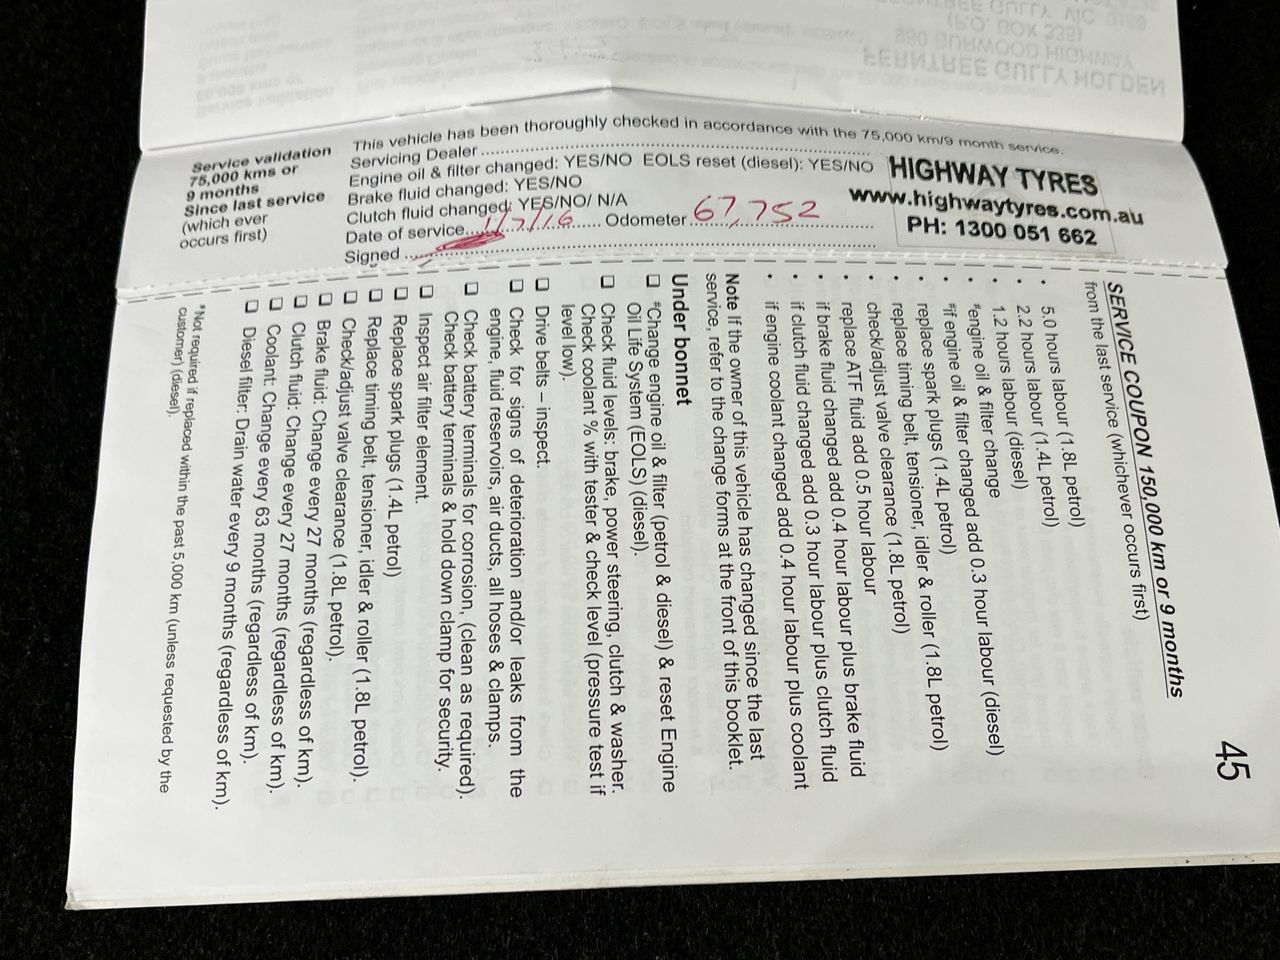 Service validation
75,000 kms or
9 months
Since last service
(which ever
occurs first)
This vehicle has been thoroughly checked in accordance with the 75,000 km/9 month service.
Servicing Dealer
Engine oil & filter changed: YES/NO EOLS reset (diesel): YES/NO
Brake fluid changed: YES/NO
Clutch fluid changed: YES/NO/ N/A
Date of service 1/7/16 Odometer 67,752
Signed
HIGHWAY TYRES
www.highwaytyres.com.au
PH: 1300 051 662
45
SERVICE COUPON 150,000 km or 9 months
from the last service (whichever occurs first)
• 5.0 hours labour (1.8L petrol)
• 2.2 hours labour (1.4L petrol)
• 1.2 hours labour (diesel)
• #engine oil & filter change
• #if engine oil & filter changed add 0.3 hour labour (diesel)
• replace spark plugs (1.4L petrol)
• replace timing belt, tensioner, idler & roller (1.8L petrol)
• check/adjust valve clearance (1.8L petrol)
• replace ATF fluid add 0.5 hour labour
• if brake fluid changed add 0.4 hour labour plus brake fluid
• if clutch fluid changed add 0.3 hour labour plus clutch fluid
• if engine coolant changed add 0.4 hour labour plus coolant
Note If the owner of this vehicle has changed since the last
service, refer to the change forms at the front of this booklet.
Under bonnet
❑ #Change engine oil & filter (petrol & diesel) & reset Engine
Oil Life System (EOLS) (diesel).
❑ Check fluid levels: brake, power steering, clutch & washer.
Check coolant % with tester & check level (pressure test if
level low).
❑ Drive belts – inspect.
❑ Check for signs of deterioration and/or leaks from the
engine, fluid reservoirs, air ducts, all hoses & clamps.
❑ Check battery terminals for corrosion, (clean as required).
Check battery terminals & hold down clamp for security.
❑ Inspect air filter element.
❑ Replace spark plugs (1.4L petrol)
❑ Replace timing belt, tensioner, idler & roller (1.8L petrol).
❑ Check/adjust valve clearance (1.8L petrol).
❑ Brake fluid: Change every 27 months (regardless of km).
❑ Clutch fluid: Change every 27 months (regardless of km).
❑ Coolant: Change every 63 months (regardless of km).
❑ Diesel filter: Drain water every 9 months (regardless of km).
#Not required if replaced within the past 5,000 km (unless requested by the
customer) (diesel).
FERNTREE GULLY HOLDEN